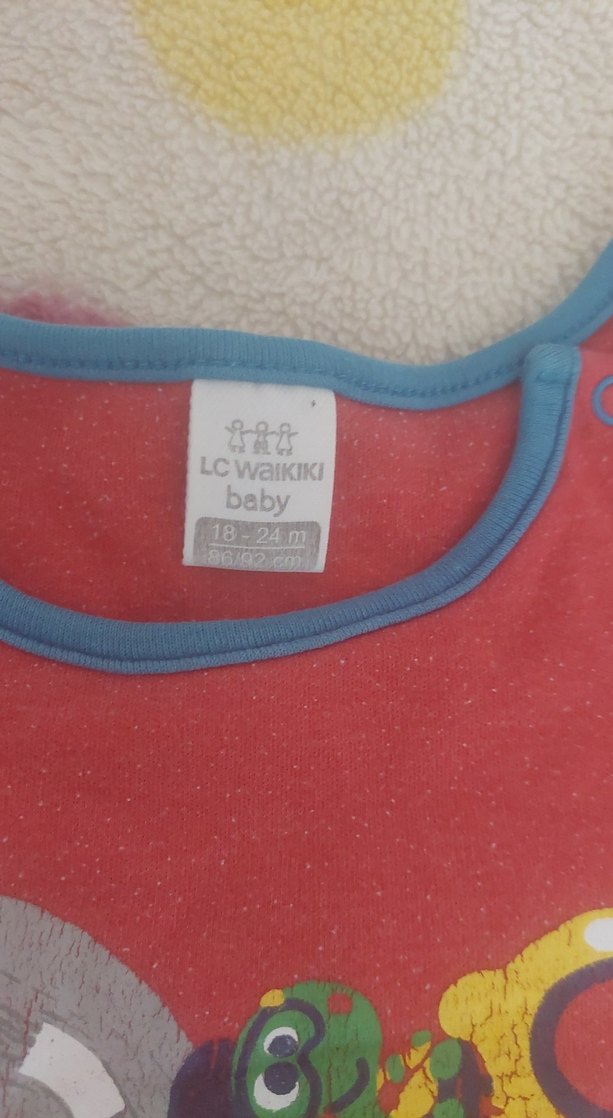 LC WAIKIKI
baby
18 - 24 m
86/92 cm